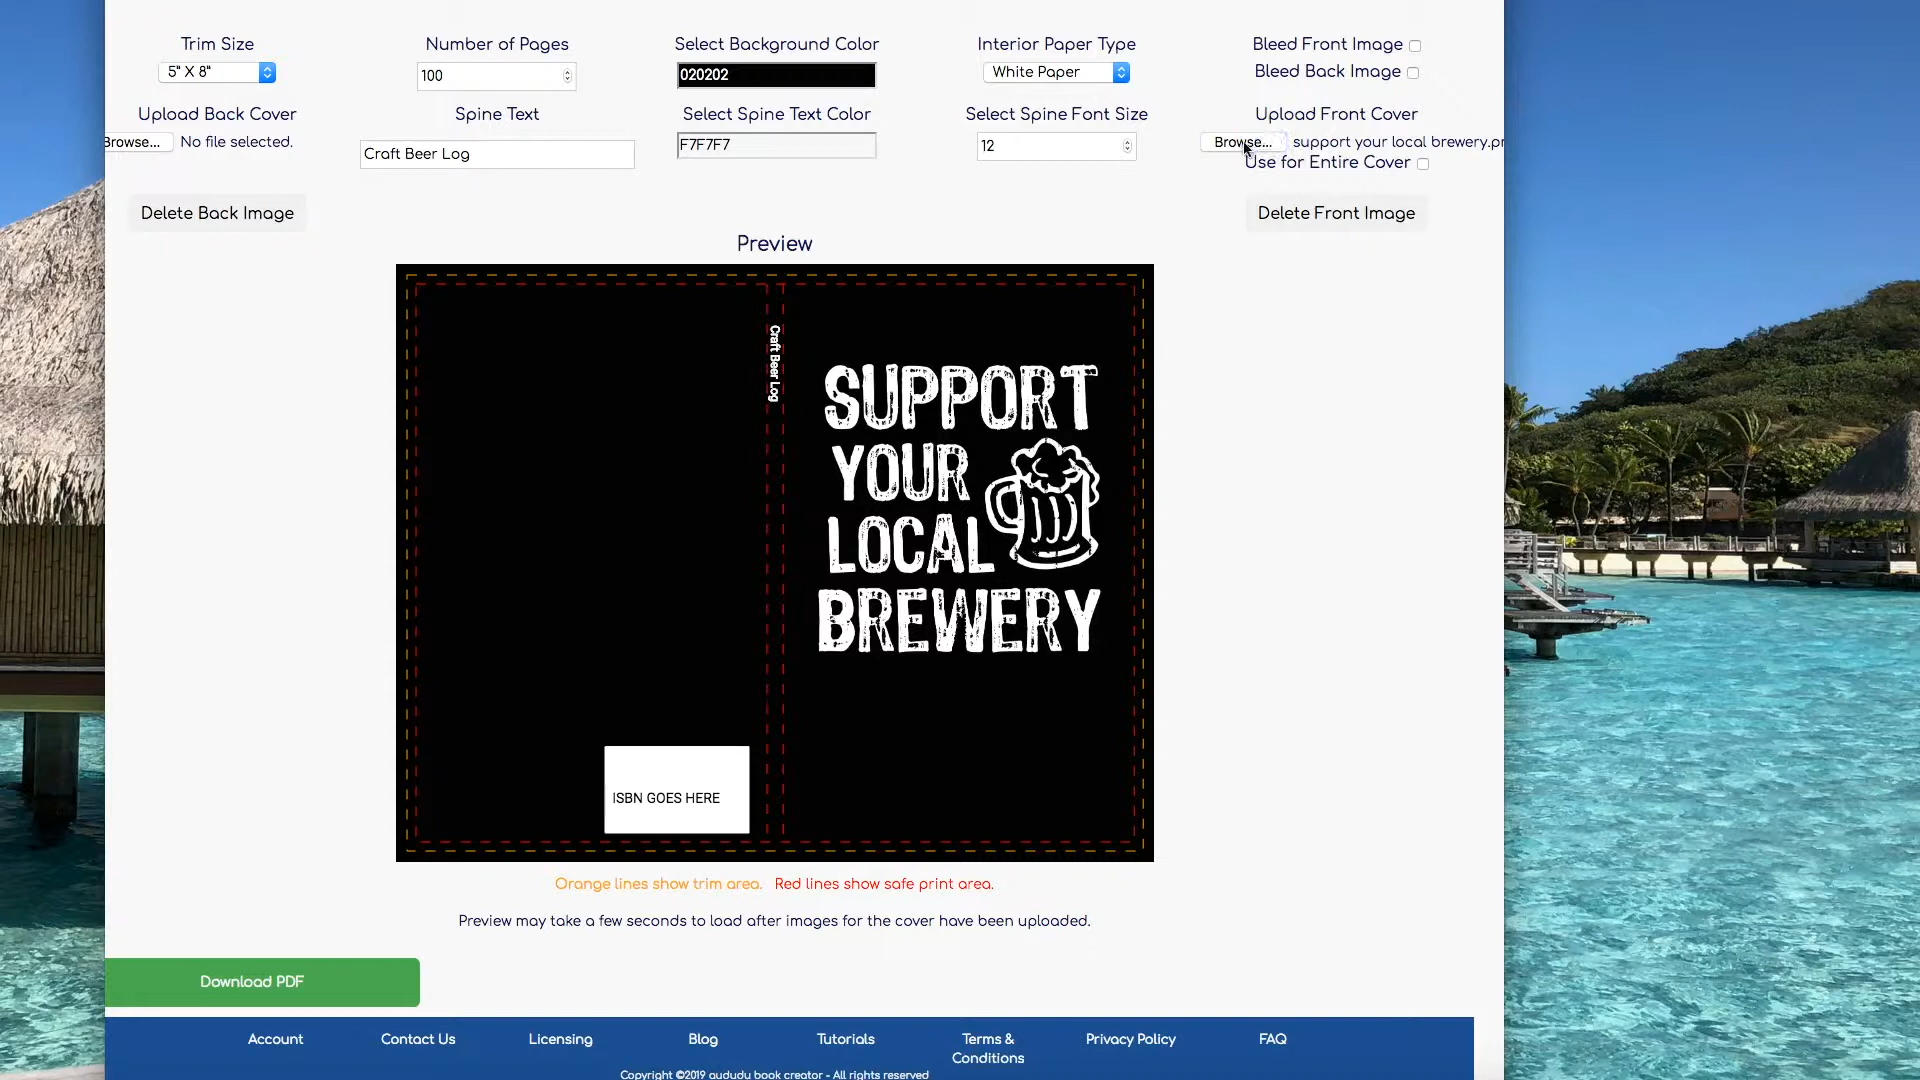 Trim Size
Number of Pages
Select Background Color
Interior Paper Type
Bleed Front Image
5" X 8"
100
020202
White Paper
Bleed Back Image
Upload Back Cover
Spine Text
Select Spine Text Color
Select Spine Font Size
Upload Front Cover
Browse... No file selected.
Craft Beer Log
F7F7F7
12
Browse... support your local brewery.pr
Use for Entire Cover
Delete Back Image
Delete Front Image
Preview
Craft Beer Log
SUPPORT
YOUR
LOCAL
BREWERY
ISBN GOES HERE
Orange lines show trim area. Red lines show safe print area.
Preview may take a few seconds to load after images for the cover have been uploaded.
Download PDF
Account
Contact Us
Licensing
Blog
Tutorials
Terms &
Conditions
Privacy Policy
FAQ
Copyright ©2019 aududu book creator - All rights reserved